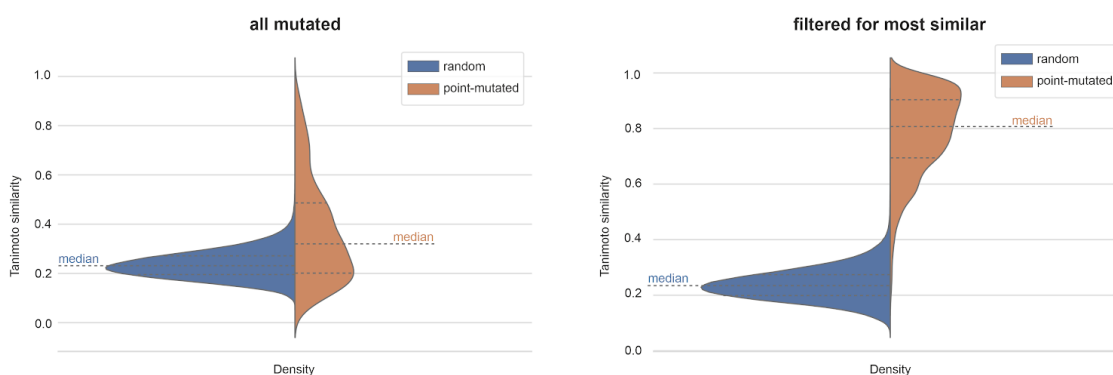 all mutated
random
point-mutated
1.0
0.8
0.6
0.4
0.2
0.0
Tanimoto similarity
median
median
Density
filtered for most similar
random
point-mutated
1.0
0.8
0.6
0.4
0.2
0.0
Tanimoto similarity
median
median
Density